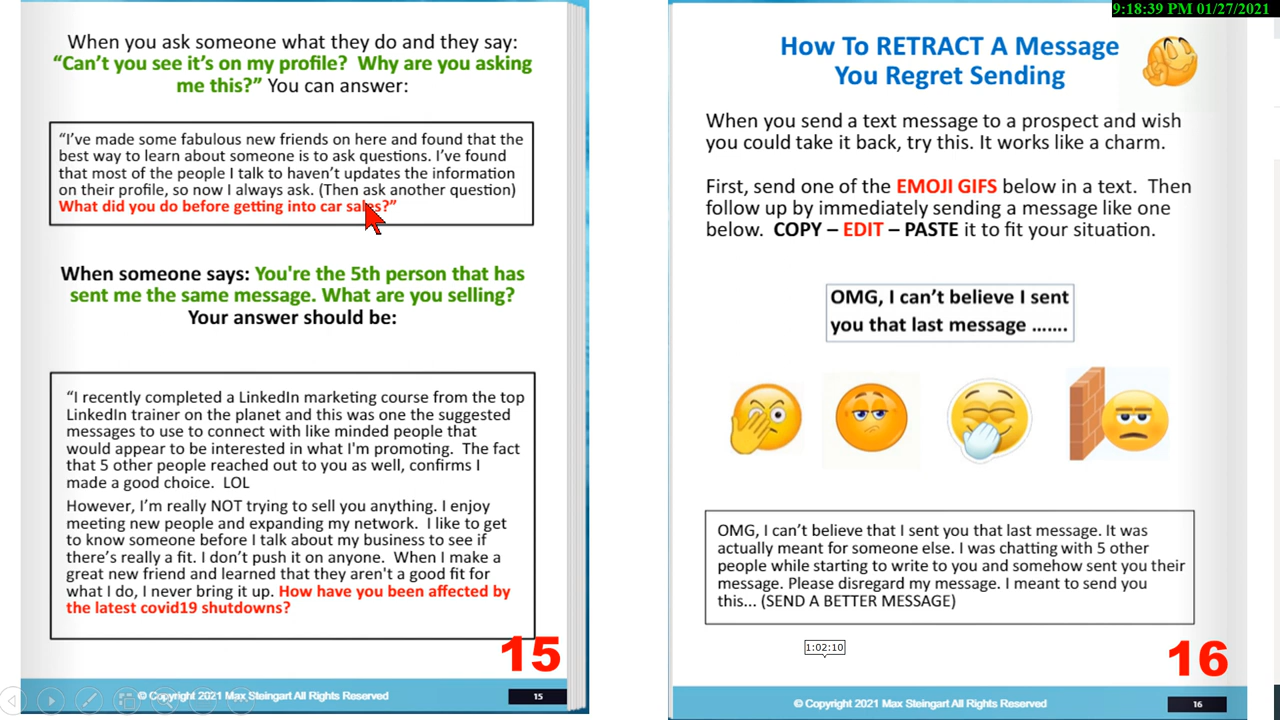 9:18:39 PM 01/27/2021
When you ask someone what they do and they say:
“Can’t you see it’s on my profile?  Why are you asking
me this?” You can answer:
“I’ve made some fabulous new friends on here and found that the
best way to learn about someone is to ask questions. I’ve found
that most of the people I talk to haven’t updates the information
on their profile, so now I always ask. (Then ask another question)
What did you do before getting into car sales?”
When someone says: You're the 5th person that has
sent me the same message. What are you selling?
Your answer should be:
“I recently completed a LinkedIn marketing course from the top
LinkedIn trainer on the planet and this was one the suggested
messages to use to connect with like minded people that
would appear to be interested in what I'm promoting.  The fact
that 5 other people reached out to you as well, confirms I
made a good choice.  LOL
However, I’m really NOT trying to sell you anything. I enjoy
meeting new people and expanding my network.  I like to get
to know someone before I talk about my business to see if
there’s really a fit. I don’t push it on anyone.  When I make a
great new friend and learned that they aren't a good fit for
what I do, I never bring it up. How have you been affected by
the latest covid19 shutdowns?
15
© Copyright 2021 Max Steingart All Rights Reserved
15
How To RETRACT A Message
You Regret Sending
When you send a text message to a prospect and wish
you could take it back, try this. It works like a charm.
First, send one of the EMOJI GIFS below in a text.  Then
follow up by immediately sending a message like one
below.  COPY – EDIT – PASTE it to fit your situation.
OMG, I can’t believe I sent
you that last message …….
OMG, I can’t believe that I sent you that last message. It was
actually meant for someone else. I was chatting with 5 other
people while starting to write to you and somehow sent you their
message. Please disregard my message. I meant to send you
this... (SEND A BETTER MESSAGE)
1:02:10
16
© Copyright 2021 Max Steingart All Rights Reserved
16